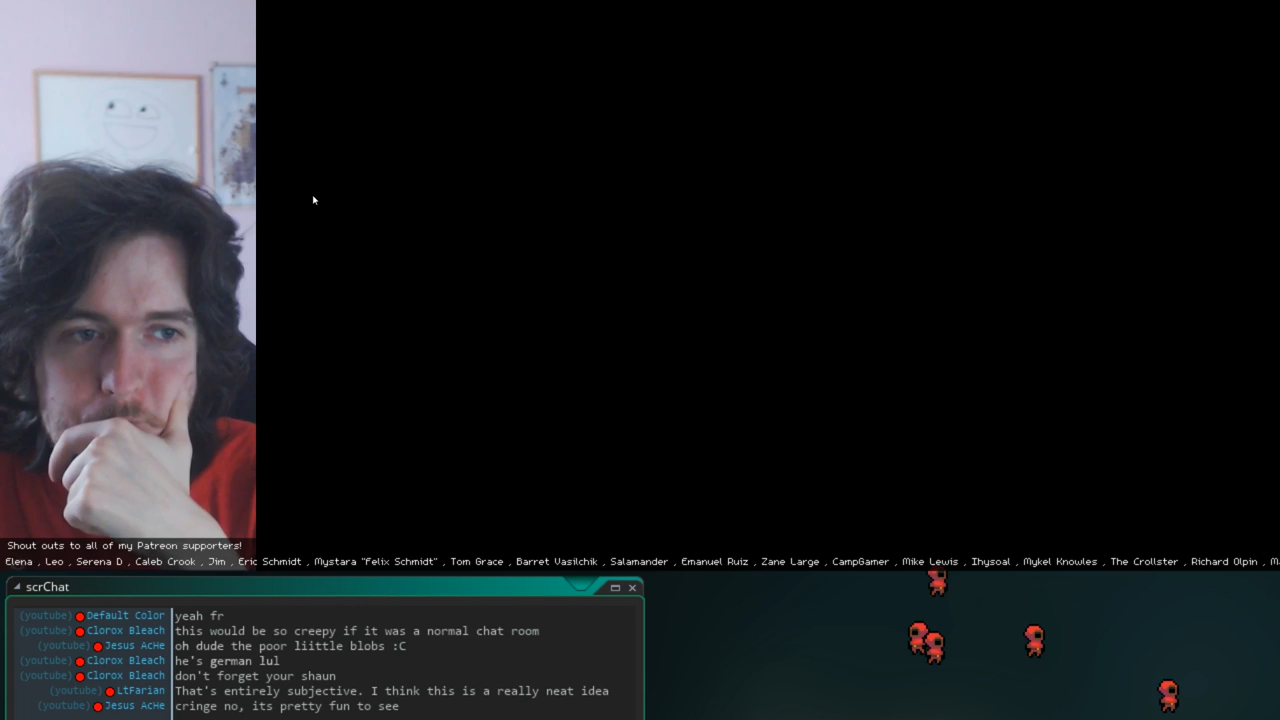 Shout outs to all of my Patreon supporters!
Elena , Leo , Serena D , Caleb Crook , Jim , Eric Schmidt , Mystara "Felix Schmidt" , Tom Grace , Barret Vasilchik , Salamander , Emanuel Ruiz , Zane Large , CampGamer , Mike Lewis , Ihysoal , Mykel Knowles , The Crollster , Richard Olpin ,
scrChat
(youtube) Default Color yeah fr
(youtube) Clorox Bleach this would be so creepy if it was a normal chat room
(youtube) Jesus AcHe oh dude the poor liittle blobs :C
(youtube) Clorox Bleach he's german lul
(youtube) Clorox Bleach don't forget your shaun
(youtube) LtFarian That's entirely subjective. I think this is a really neat idea
(youtube) Jesus AcHe cringe no, its pretty fun to see